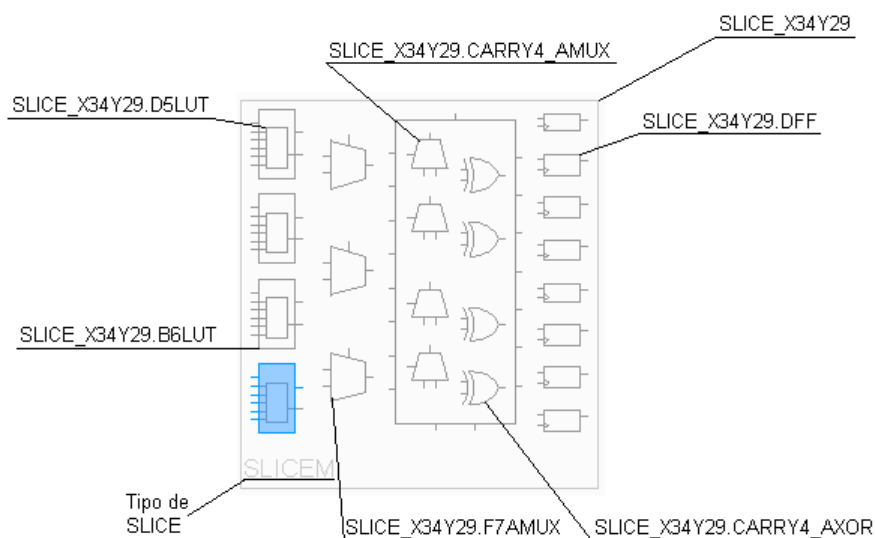 SLICE_X34Y29
SLICE_X34Y29.CARRY4_AMUX
SLICE_X34Y29.D5LUT
SLICE_X34Y29.DFF
SLICE_X34Y29.B6LUT
SLICEM
Tipo de
SLICE
SLICE_X34Y29.F7AMUX
SLICE_X34Y29.CARRY4_AXOR